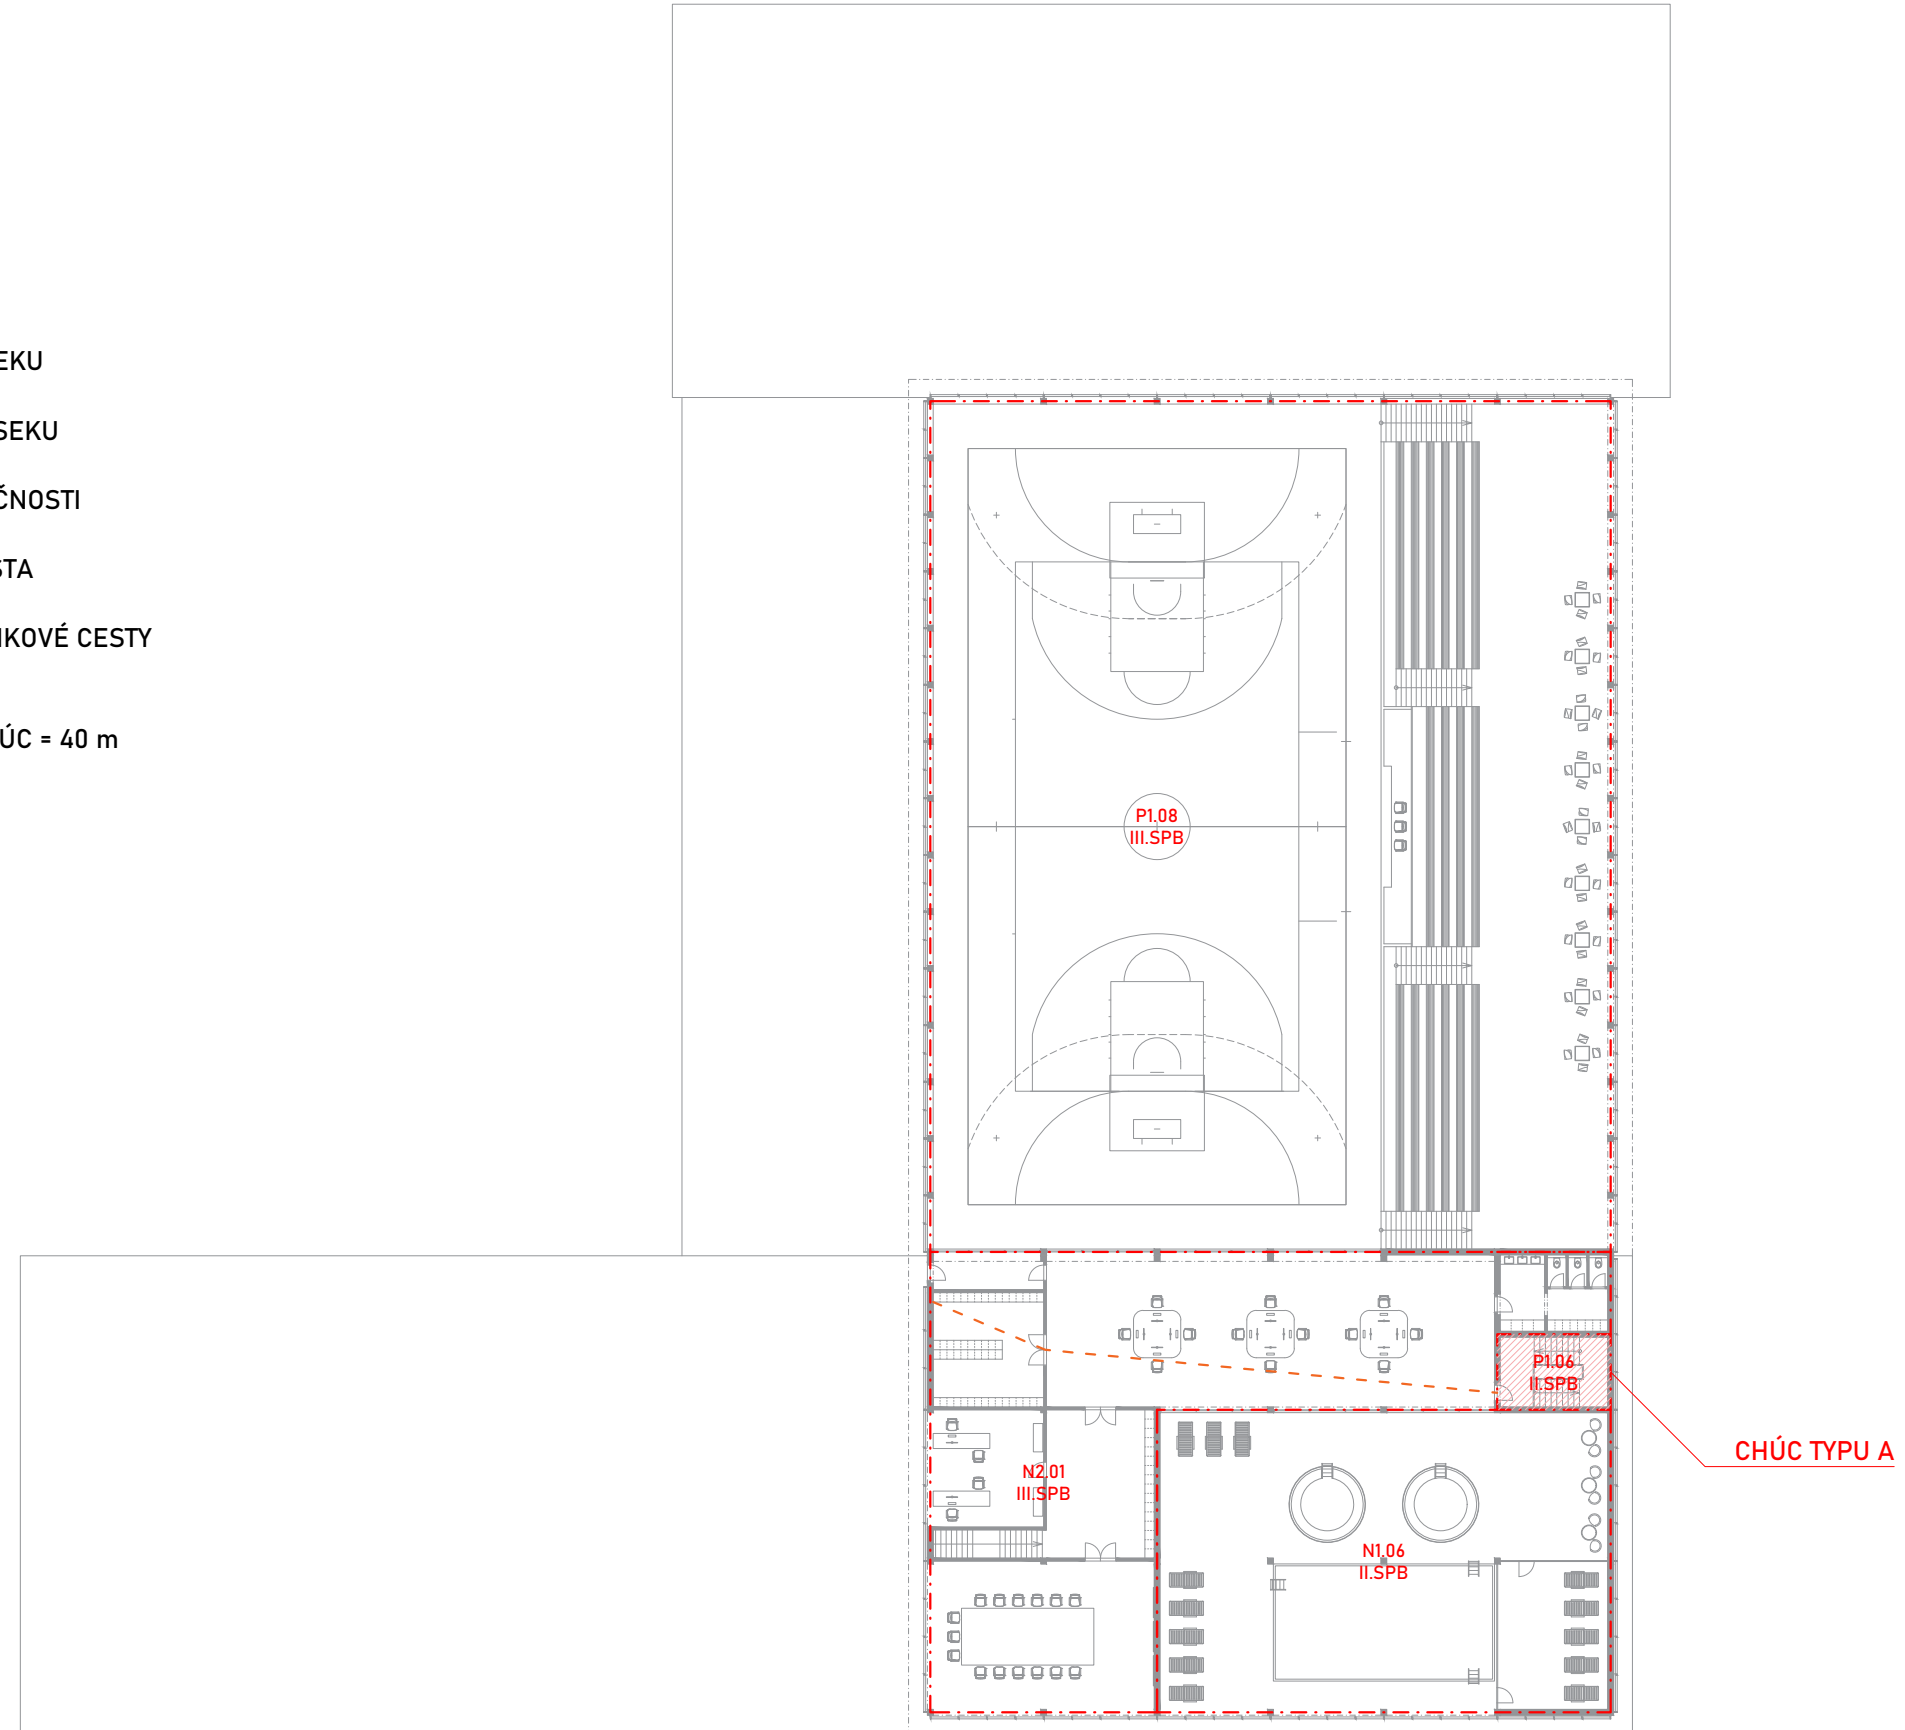 EKU
SEKU
ČNOSTI
STA
IKOVÉ CESTY
ÚC = 40 m
P1.08
III.SPB
P1.06
II.SPB
CHÚC TYPU A
N2.01
III.SPB
N1.06
II.SPB